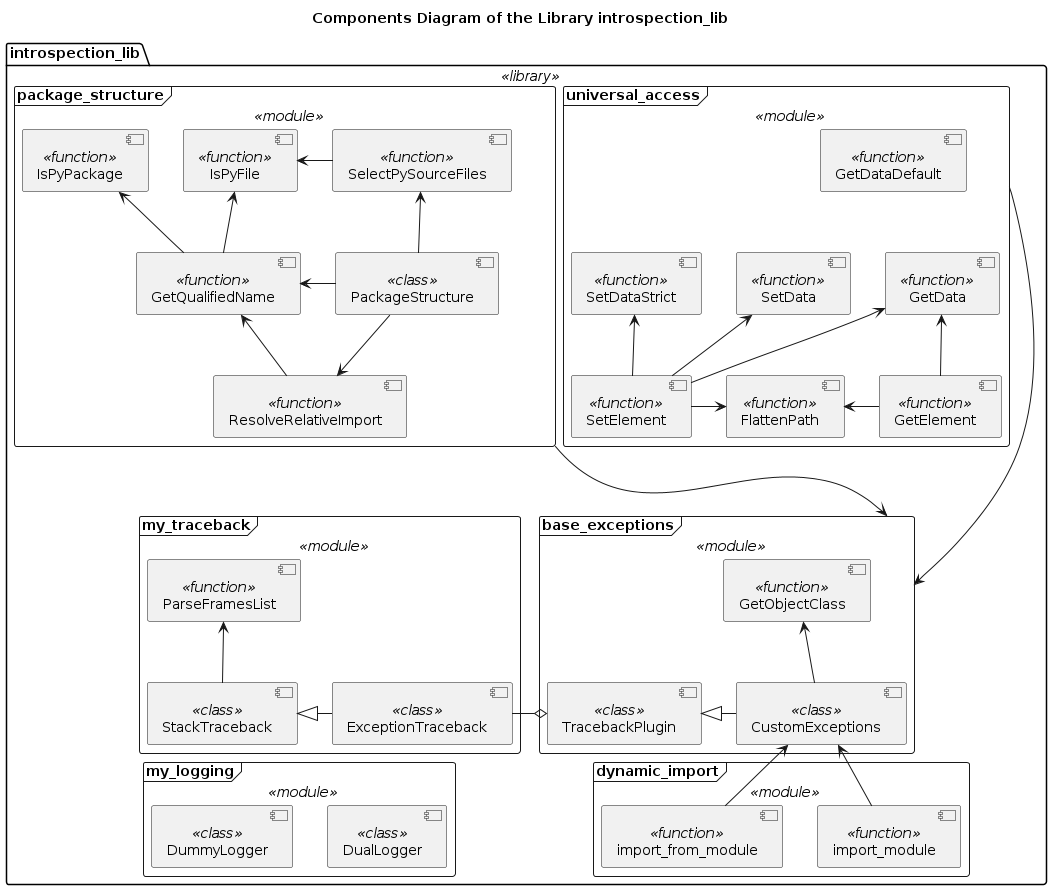 Components Diagram of the Library introspection_lib
introspection_lib
«library»
package_structure
«module»
«function»
IsPyPackage
«function»
IsPyFile
«function»
SelectPySourceFiles
«function»
GetQualifiedName
«class»
PackageStructure
«function»
ResolveRelativeImport
universal_access
«module»
«function»
GetDataDefault
«function»
SetDataStrict
«function»
SetData
«function»
GetData
«function»
SetElement
«function»
FlattenPath
«function»
GetElement
my_traceback
«module»
«function»
ParseFramesList
«class»
StackTraceback
«class»
ExceptionTraceback
base_exceptions
«module»
«function»
GetObjectClass
«class»
TracebackPlugin
«class»
CustomExceptions
my_logging
«module»
«class»
DummyLogger
«class»
DualLogger
dynamic_import
«module»
«function»
import_from_module
«function»
import_module